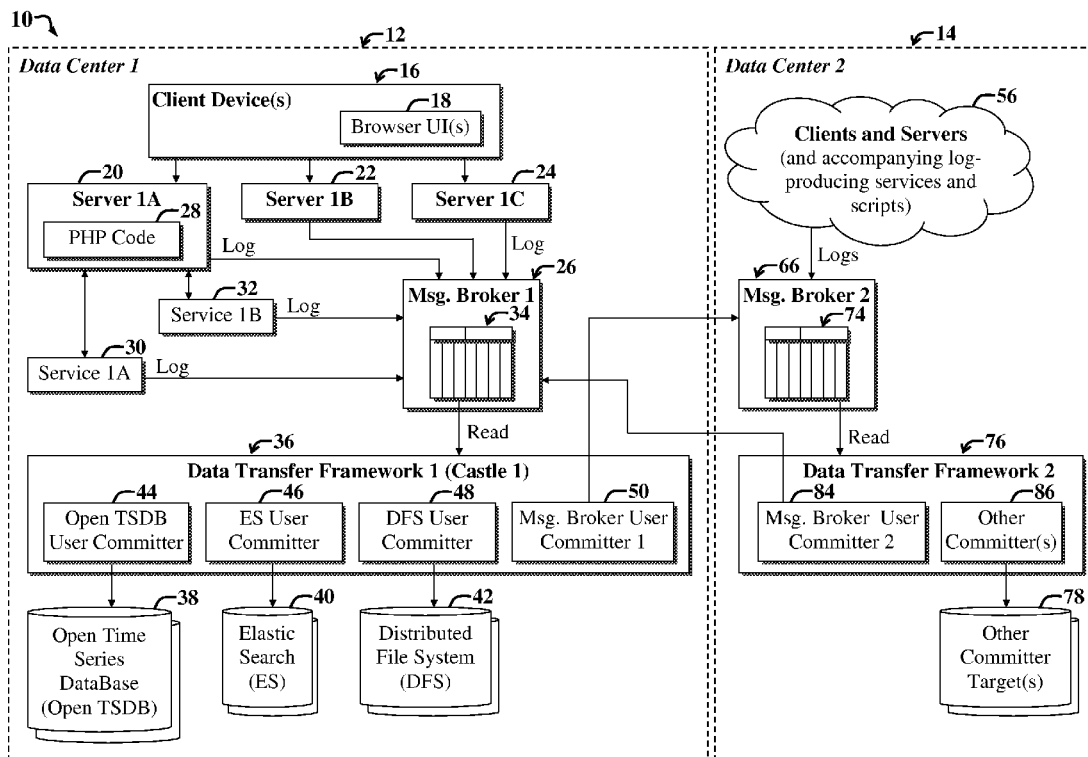 10
12
14
Data Center 1
Data Center 2
16
Client Device(s)
18
Browser UI(s)
56
Clients and Servers
(and accompanying log-
producing services and
scripts)
20
Server 1A
28
PHP Code
22
Server 1B
24
Server 1C
Log
Log
Logs
26
Msg. Broker 1
34
66
Msg. Broker 2
74
32
Service 1B
Log
30
Service 1A
Log
Read
Read
36
Data Transfer Framework 1 (Castle 1)
44
Open TSDB
User Committer
46
ES User
Committer
48
DFS User
Committer
50
Msg. Broker User
Committer 1
76
Data Transfer Framework 2
84
Msg. Broker User
Committer 2
86
Other
Committer(s)
38
Open Time
Series
DataBase
(Open TSDB)
40
Elastic
Search
(ES)
42
Distributed
File System
(DFS)
78
Other
Committer
Target(s)